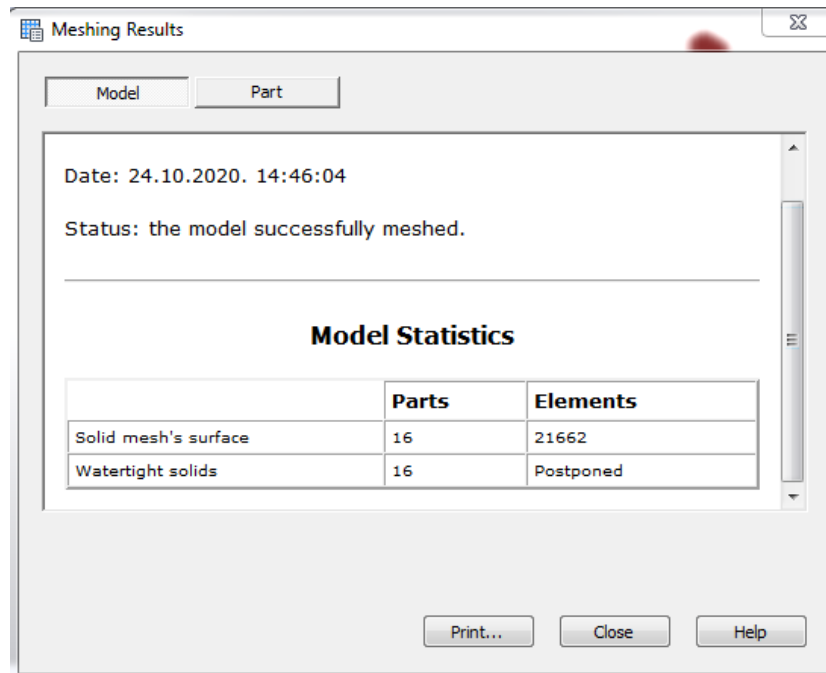 Meshing Results
Model Part
Date: 24.10.2020. 14:46:04
Status: the model successfully meshed.
Model Statistics
Parts Elements
Solid mesh's surface 16 21662
Watertight solids 16 Postponed
Print... Close Help